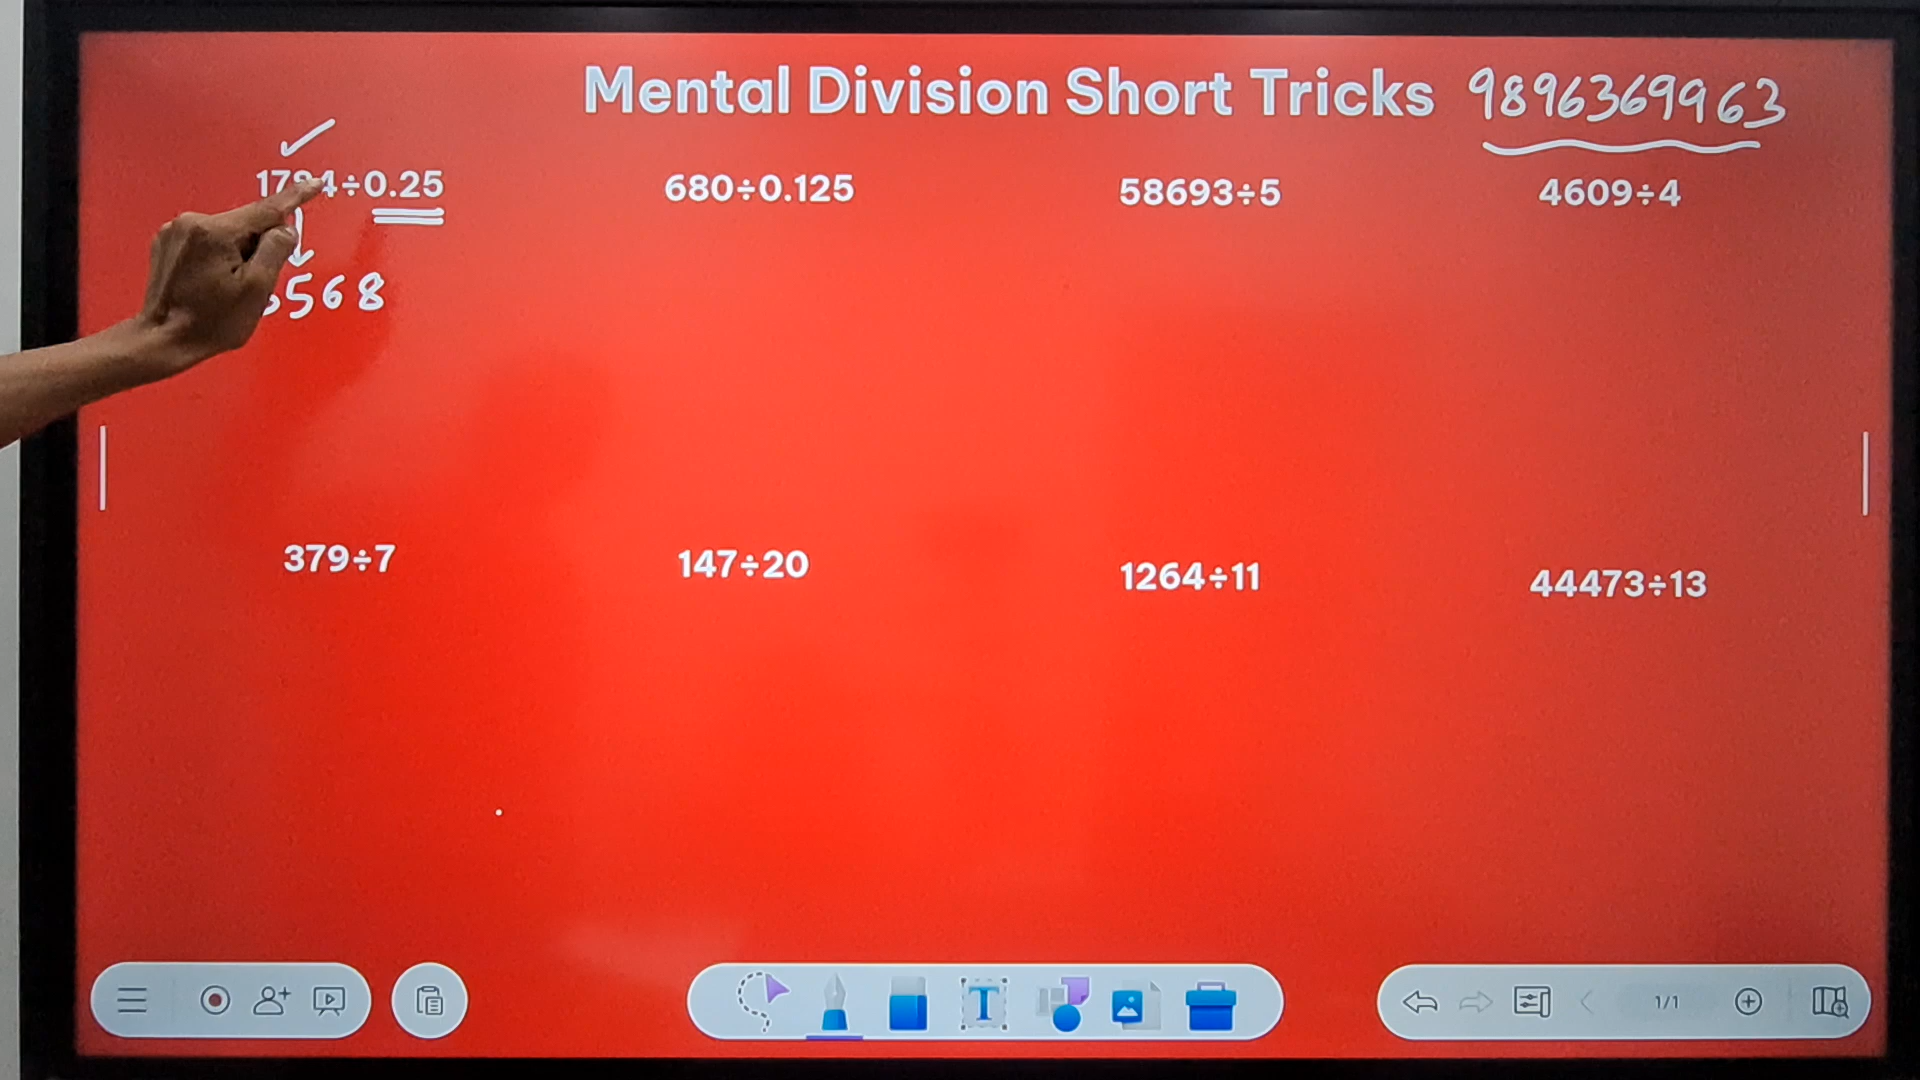 Mental Division Short Tricks 9896369963
1784÷0.25 680÷0.125 58693÷5 4609÷4
568
379÷7 147÷20 1264÷11 44473÷13
T
1/1